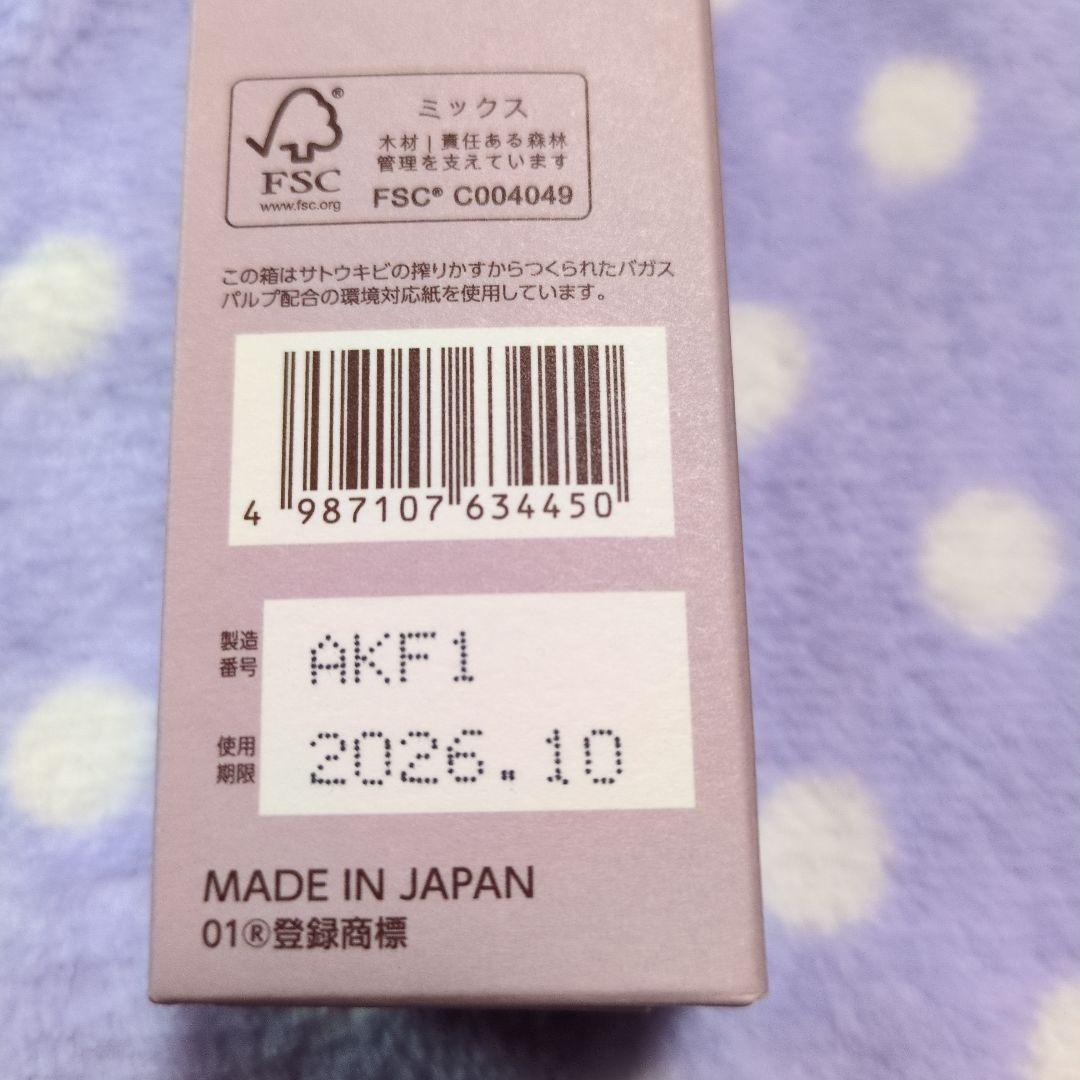 ミックス
木材 | 責任ある森林
管理を支えています
FSC® C004049
®
FSC
www.fsc.org
この箱はサトウキビの搾りかすからつくられたバガス
パルプ配合の環境対応紙を使用しています。
4 987107 634450
製造
番号
AKF1
使用
期限
2026.10
MADE IN JAPAN
01®登録商標